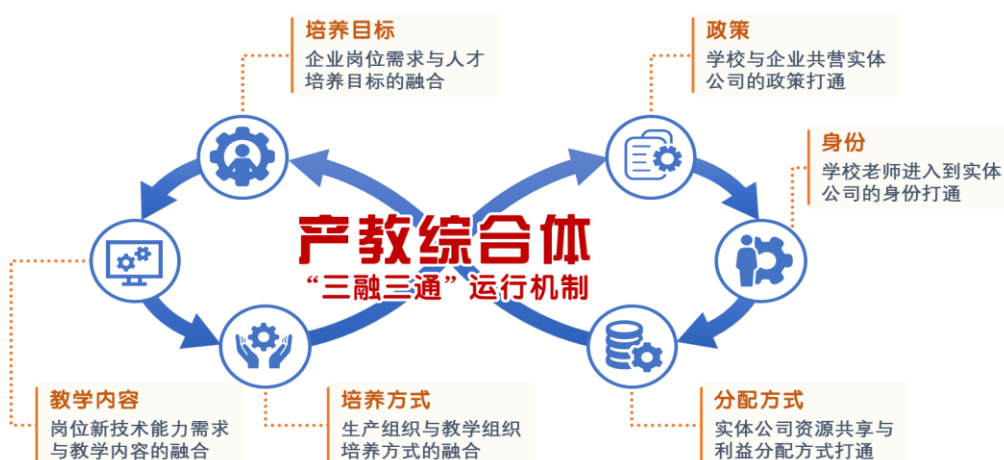 培养目标
企业岗位需求与人才
培养目标的融合
政策
学校与企业共营实体
公司的政策打通
身份
学校老师进入到实体
公司的身份打通
产教综合体
“三融三通”运行机制
教学内容
岗位新技术能力需求
与教学内容的融合
培养方式
生产组织与教学组织
培养方式的融合
分配方式
实体公司资源共享与
利益分配方式打通